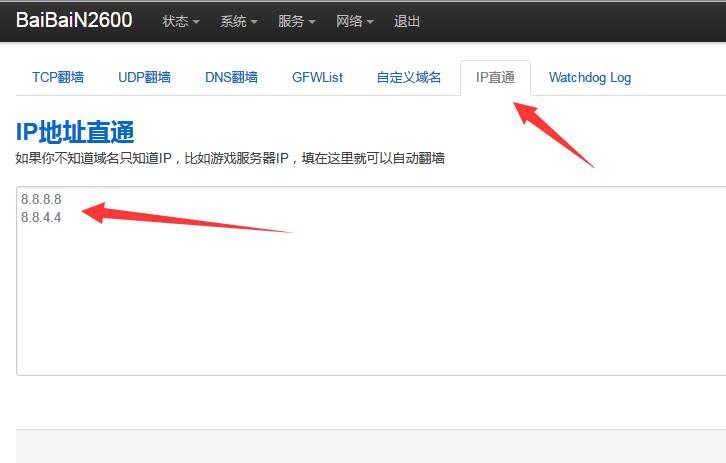 BaiBaiN2600 状态 系统 服务 网络 退出
TCP翻墙 UDP翻墙 DNS翻墙 GFWList 自定义域名 IP直通 Watchdog Log
IP地址直通
如果你不知道域名只知道IP，比如游戏服务器IP，填在这里就可以自动翻墙
8.8.8.8
8.8.4.4